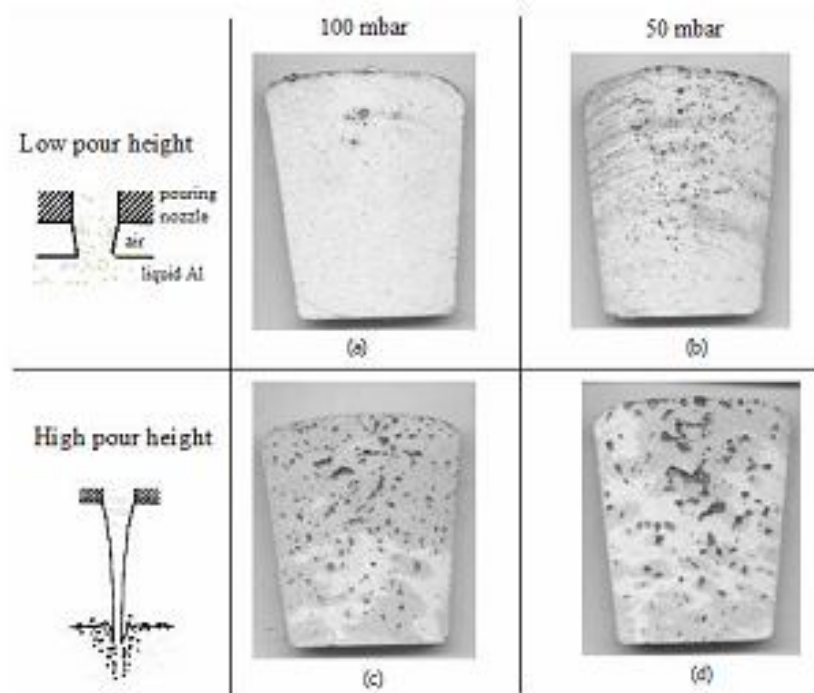 100 mbar
50 mbar
Low pour height
pouring
nozzle
air
liquid Al
(a)
(b)
High pour height
(c)
(d)